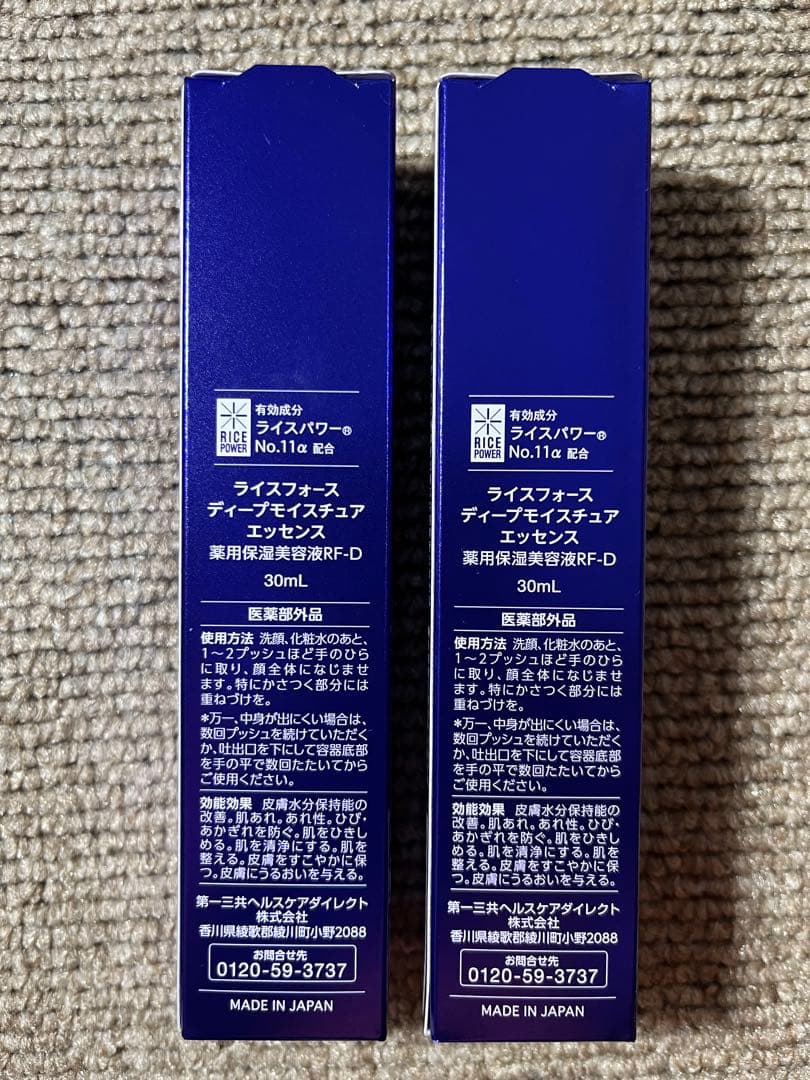 有効成分
ライスパワー®
No.11α 配合
RICE
POWER
ライスフォース
ディープモイスチュア
エッセンス
薬用保湿美容液RF-D
30mL
医薬部外品
使用方法 洗顔、化粧水のあと、
1〜2プッシュほど手のひら
に取り、顔全体になじませ
ます。特にかさつく部分には
重ねづけを。
*万一、中身が出にくい場合は、
数回プッシュを続けていただく
か、吐出口を下にして容器底部
を手の平で数回たたいてから
ご使用ください。
効能効果 皮膚水分保持能の
改善。肌あれ。あれ性。ひび・
あかぎれを防ぐ。肌をひきし
める。肌を清浄にする。肌を
整える。皮膚をすこやかに保
つ。皮膚にうるおいを与える。
第一三共ヘルスケアダイレクト
株式会社
香川県綾歌郡綾川町小野2088
お問合せ先
0120-59-3737
MADE IN JAPAN
有効成分
ライスパワー®
No.11α 配合
RICE
POWER
ライスフォース
ディープモイスチュア
エッセンス
薬用保湿美容液RF-D
30mL
医薬部外品
使用方法 洗顔、化粧水のあと、
1〜2プッシュほど手のひら
に取り、顔全体になじませ
ます。特にかさつく部分には
重ねづけを。
*万一、中身が出にくい場合は、
数回プッシュを続けていただく
か、吐出口を下にして容器底部
を手の平で数回たたいてから
ご使用ください。
効能効果 皮膚水分保持能の
改善。肌あれ。あれ性。ひび・
あかぎれを防ぐ。肌をひきし
める。肌を清浄にする。肌を
整える。皮膚をすこやかに保
つ。皮膚にうるおいを与える。
第一三共ヘルスケアダイレクト
株式会社
香川県綾歌郡綾川町小野2088
お問合せ先
0120-59-3737
MADE IN JAPAN